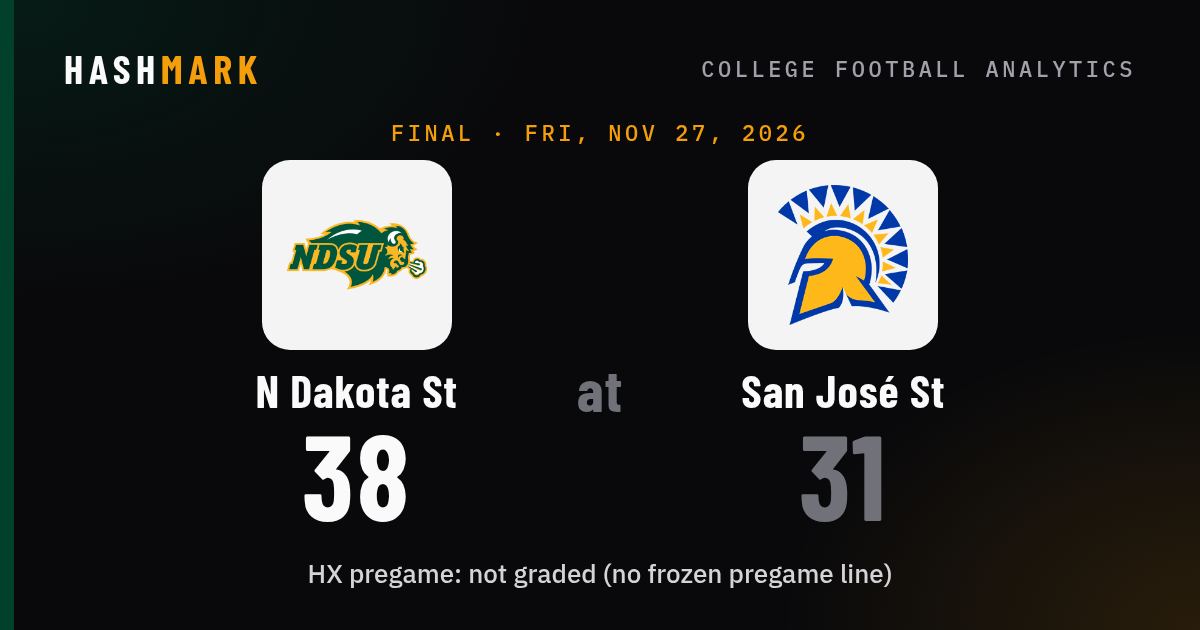 HASHMARK
COLLEGE FOOTBALL ANALYTICS
FINAL · FRI, NOV 27, 2026
NDSU
N Dakota St
at
San José St
38
31
HX pregame: not graded (no frozen pregame line)